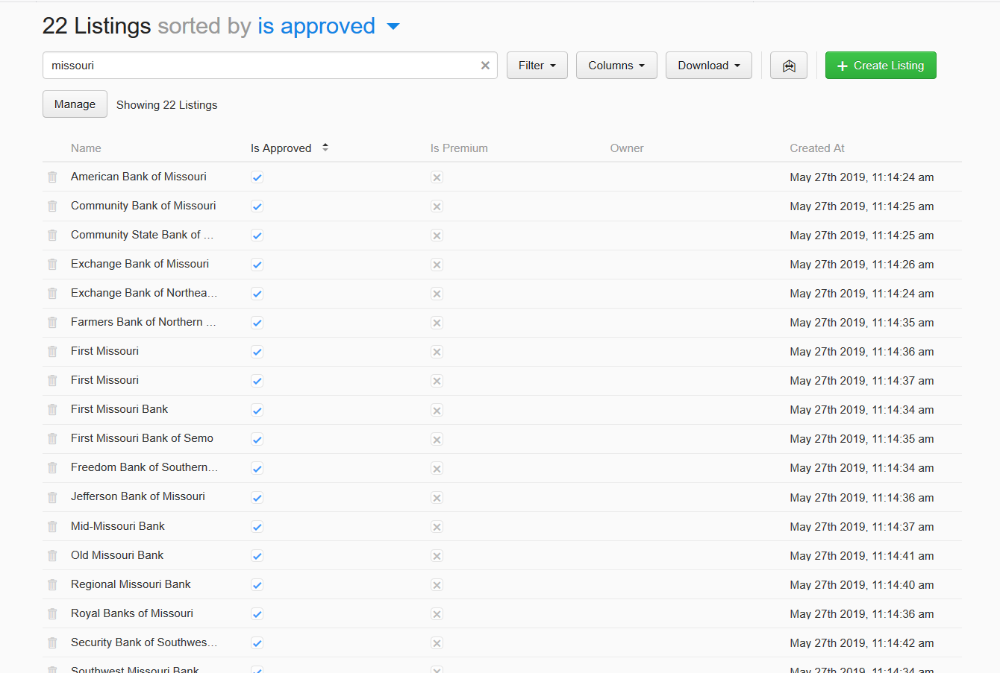 22 Listings sorted by is approved
missouri
Filter Columns Download Create Listing
Manage Showing 22 Listings
Name Is Approved Is Premium Owner Created At
American Bank of Missouri May 27th 2019, 11:14:24 am
Community Bank of Missouri May 27th 2019, 11:14:25 am
Community State Bank of ... May 27th 2019, 11:14:25 am
Exchange Bank of Missouri May 27th 2019, 11:14:26 am
Exchange Bank of Northea... May 27th 2019, 11:14:24 am
Farmers Bank of Northern ... May 27th 2019, 11:14:35 am
First Missouri May 27th 2019, 11:14:36 am
First Missouri May 27th 2019, 11:14:37 am
First Missouri Bank May 27th 2019, 11:14:34 am
First Missouri Bank of Semo May 27th 2019, 11:14:35 am
Freedom Bank of Southern... May 27th 2019, 11:14:34 am
Jefferson Bank of Missouri May 27th 2019, 11:14:36 am
Mid-Missouri Bank May 27th 2019, 11:14:37 am
Old Missouri Bank May 27th 2019, 11:14:41 am
Regional Missouri Bank May 27th 2019, 11:14:40 am
Royal Banks of Missouri May 27th 2019, 11:14:36 am
Security Bank of Southwes... May 27th 2019, 11:14:42 am
Southwest Missouri Bank May 27th 2019, 11:14:34 am